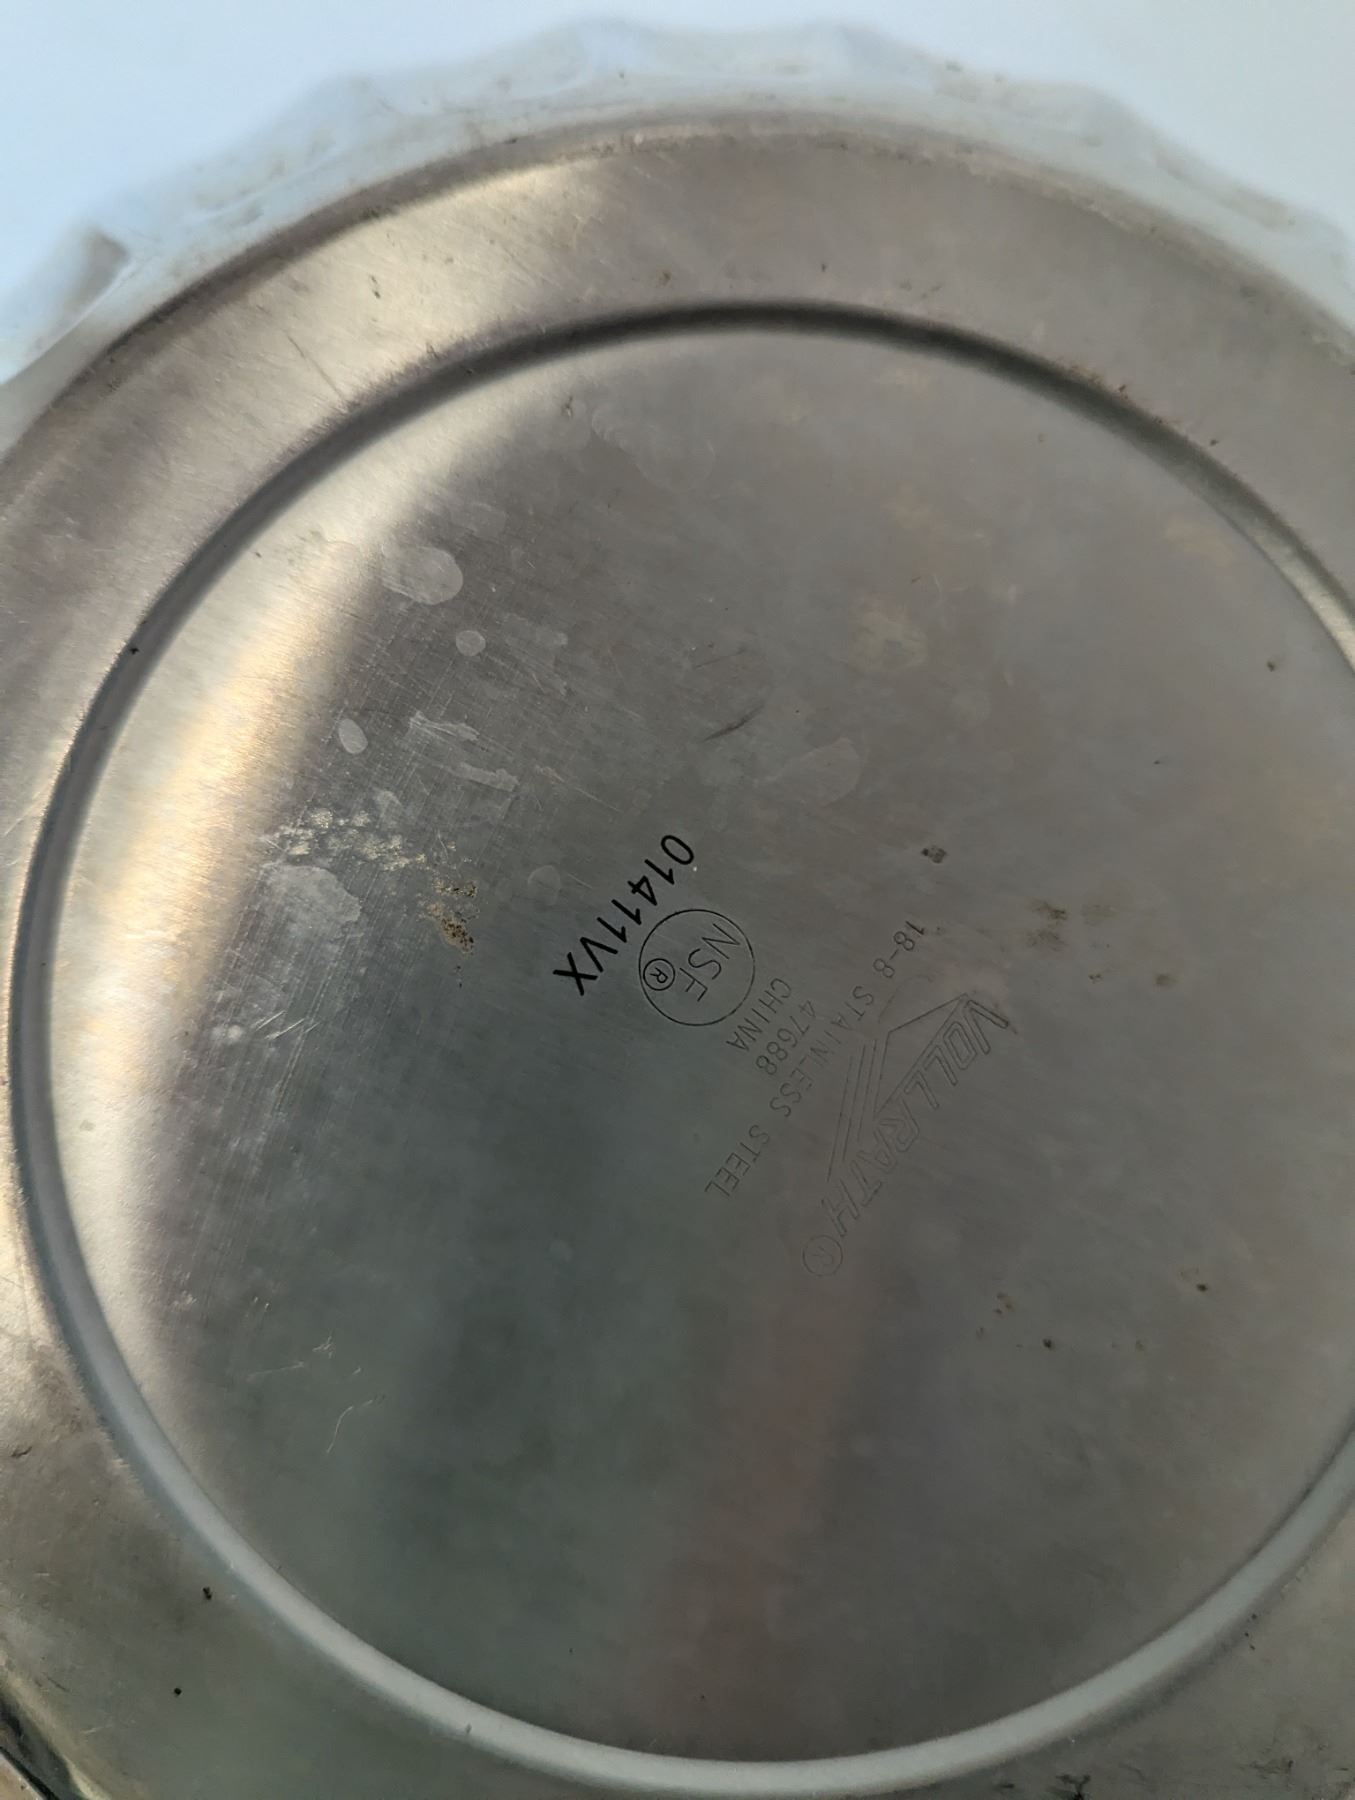 VOLLRATH®
18-8 STAINLESS STEEL
47688
CHINA
NSF®
01411VX